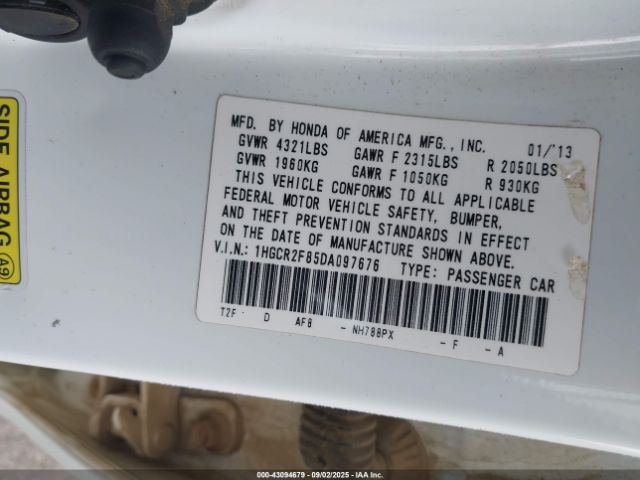 SIDE AIRBAG
A9
MFD. BY HONDA OF AMERICA MFG., INC. 01/'13
GVWR 4321LBS GAWR F 2315LBS R 2050LBS
GVWR 1960KG GAWR F 1050KG R 930KG
THIS VEHICLE CONFORMS TO ALL APPLICABLE
FEDERAL MOTOR VEHICLE SAFETY, BUMPER,
AND THEFT PREVENTION STANDARDS IN EFFECT
ON THE DATE OF MANUFACTURE SHOWN ABOVE.
V.I.N.: 1HGCR2F85DA097676 TYPE: PASSENGER CAR
T2F D AF8 - NH788PX - F - A
000-43094679 - 09/02/2025 - IAA Inc.